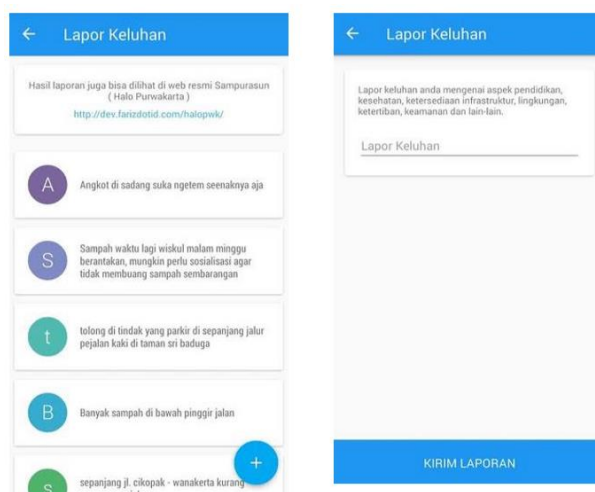 Lapor Keluhan
Hasil laporan juga bisa dilihat di web resmi Sampurasun
( Halo Purwakarta )
http://dev.farizdotid.com/halopwk/
A
Angkot di sadang suka ngetem seenaknya aja
S
Sampah waktu lagi wiskul malam minggu
berantakan, mungkin perlu sosialisasi agar
tidak membuang sampah sembarangan
t
tolong di tindak yang parkir di sepanjang jalur
pejalan kaki di taman sri baduga
B
Banyak sampah di bawah pinggir jalan
+
s
sepanjang jl. cikopak - wanakerta kurang
Lapor Keluhan
Lapor keluhan anda mengenai aspek pendidikan,
kesehatan, ketersediaan infrastruktur, lingkungan,
ketertiban, keamanan dan lain-lain.
Lapor Keluhan
KIRIM LAPORAN